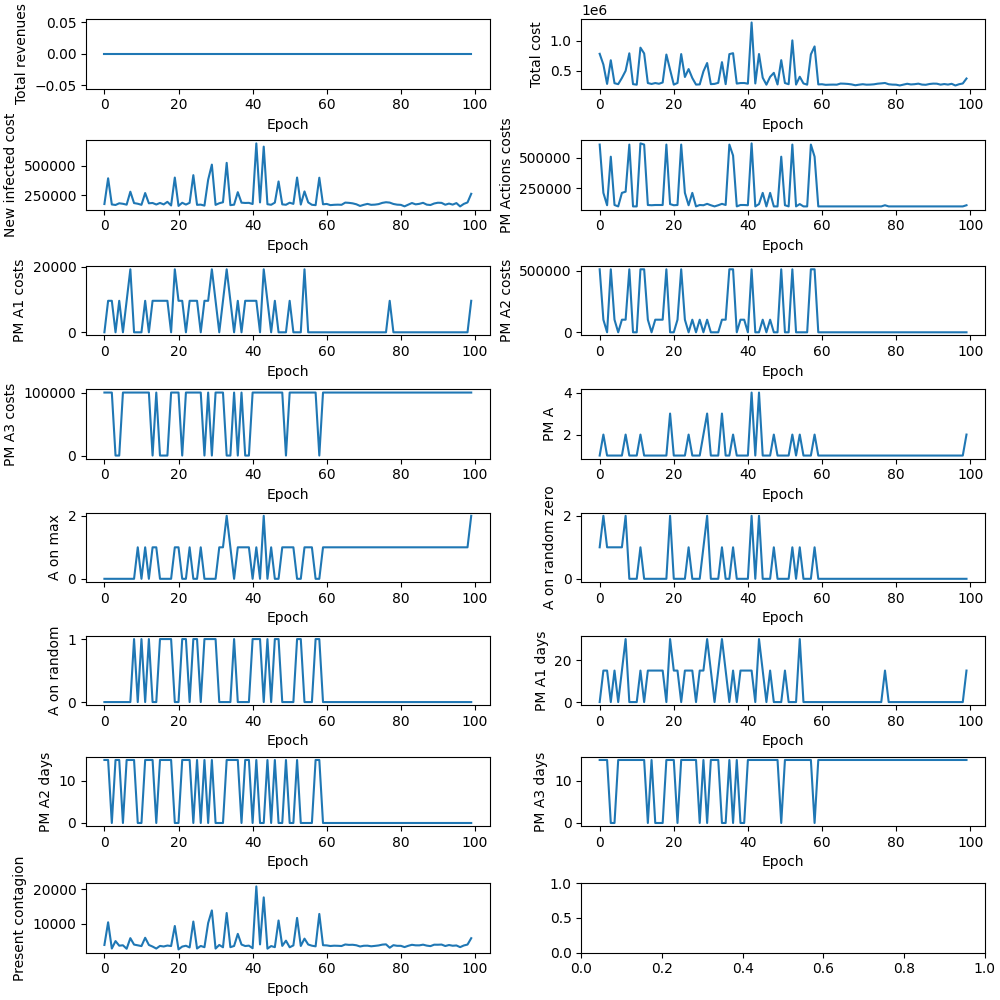 Total revenues
0.05
0.00
−0.05
0 20 40 60 80 100
Epoch
Total cost
1e6
1.0
0.5
0 20 40 60 80 100
Epoch
New infected cost
500000
250000
0 20 40 60 80 100
Epoch
PM Actions costs
500000
250000
0 20 40 60 80 100
Epoch
PM A1 costs
20000
0
0 20 40 60 80 100
Epoch
PM A2 costs
500000
0
0 20 40 60 80 100
Epoch
PM A3 costs
100000
0
0 20 40 60 80 100
Epoch
PM A
4
2
0 20 40 60 80 100
Epoch
A on max
2
0
0 20 40 60 80 100
Epoch
A on random zero
2
0
0 20 40 60 80 100
Epoch
A on random
1
0
0 20 40 60 80 100
Epoch
PM A1 days
20
0
0 20 40 60 80 100
Epoch
PM A2 days
10
0
0 20 40 60 80 100
Epoch
PM A3 days
10
0
0 20 40 60 80 100
Epoch
Present contagion
20000
10000
0 20 40 60 80 100
Epoch
1.0
0.5
0.0
0.0 0.2 0.4 0.6 0.8 1.0